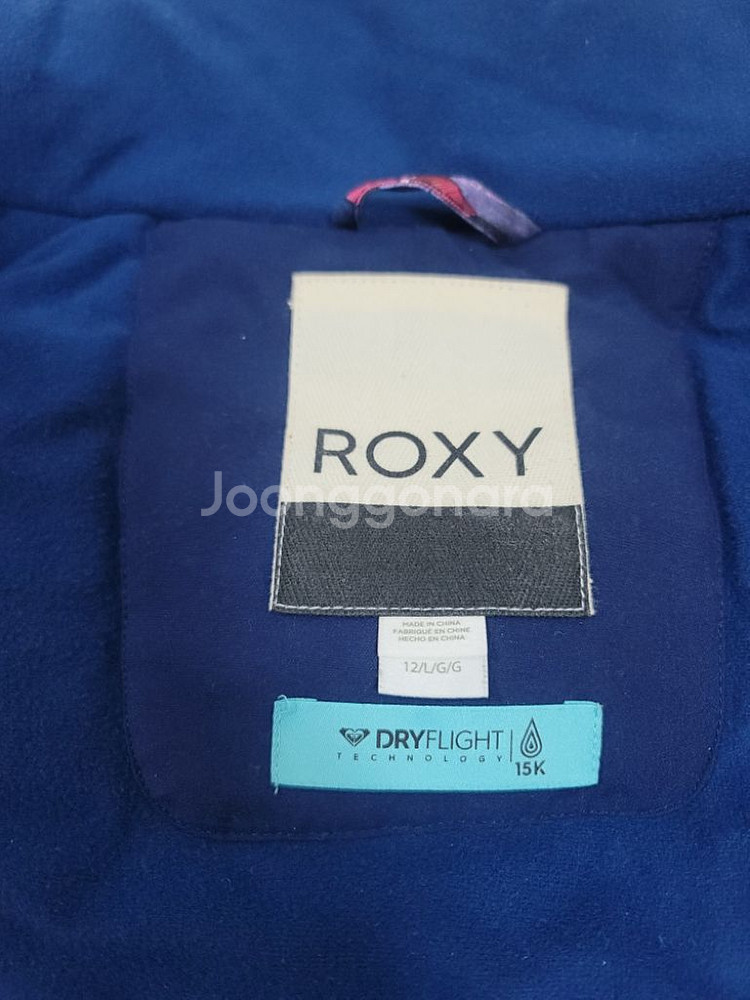 ROXY
Joonggonara
MADE IN CHINA
FABRIQUÉ EN CHINE
HECHO EN CHINA
12/L/G/G
DRYFLIGHT
TECHNOLOGY
15K